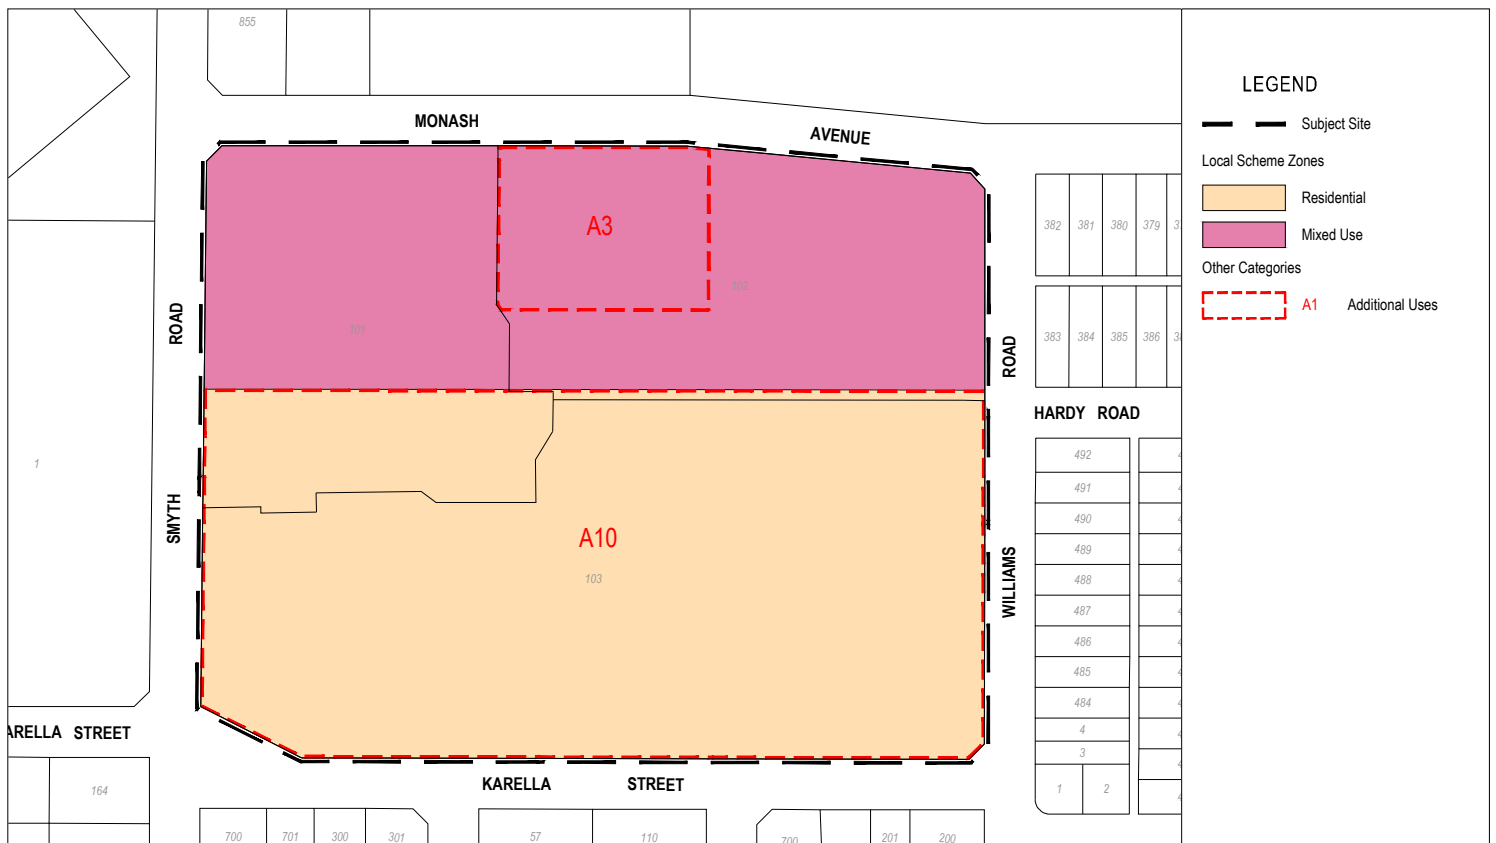 855
MONASH
AVENUE
LEGEND
Subject Site
Local Scheme Zones
Residential
Mixed Use
Other Categories
A1 Additional Uses
A3
382 381 380 379
102
101
ROAD
383 384 385 386
ROAD
HARDY ROAD
492
1
491
SMYTH
490
A10
489
103
488
WILLIAMS
487
486
485
484
ARELLA STREET
4
3
KARELLA STREET
164
1 2
700 701 300 301
57 110
700 201 200